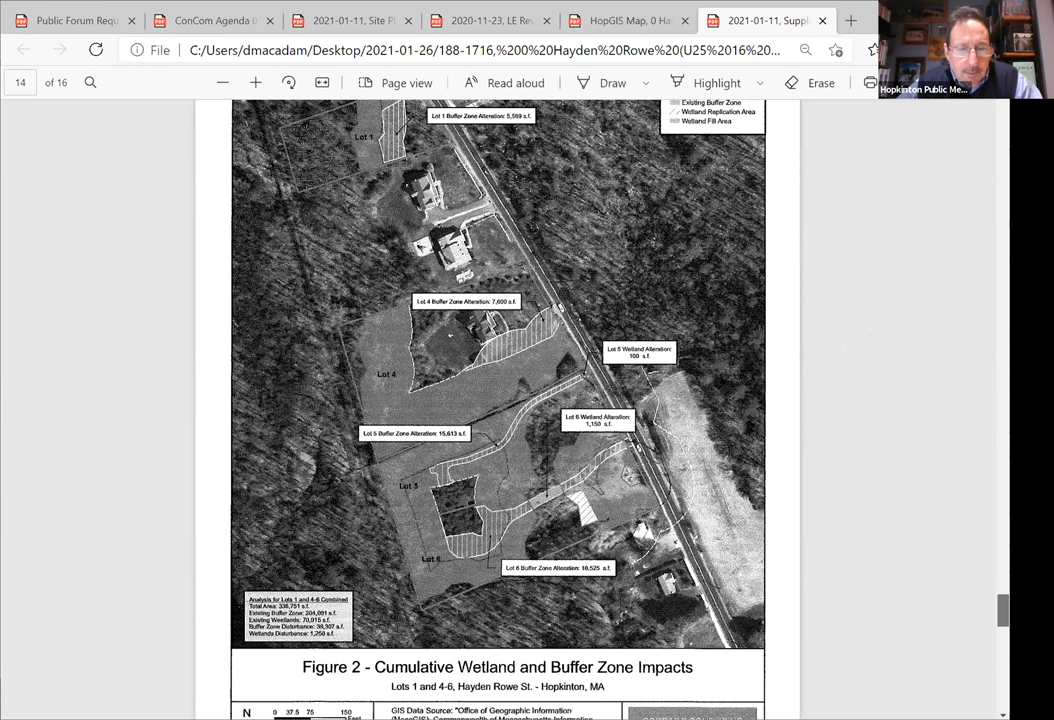 Public Forum Requ
ConCom Agenda 0
2021-01-11, Site Pl
2020-11-23, LE Rev
HopGIS Map, 0 Ha
2021-01-11, Suppl
File
C:/Users/dmacadam/Desktop/2021-01-26/188-1716,%200%20Hayden%20Rowe%20(U25%2016%20...
14
of 16
Page view
Read aloud
Draw
Highlight
Erase
Hopkinton Public Me...
Existing Buffer Zone
Wetland Replication Area
Wetland Fill Area
Lot 1 Buffer Zone Alteration: 5,569 s.f.
Lot 1
Lot 4 Buffer Zone Alteration: 7,600 s.f.
Lot 5 Wetland Alteration:
100 s.f.
Lot 4
Lot 6 Wetland Alteration:
1,150 s.f.
Lot 5 Buffer Zone Alteration: 15,613 s.f.
Lot 5
Lot 6
Lot 6 Buffer Zone Alteration: 10,525 s.f.
Analysis for Lots 1 and 4-6 Combined
Total Area: 335,751 s.f.
Existing Buffer Zone: 204,091 s.f.
Existing Wetlands: 70,915 s.f.
Buffer Zone Disturbance: 39,307 s.f.
Wetlands Disturbance: 1,250 s.f.
Figure 2 - Cumulative Wetland and Buffer Zone Impacts
Lots 1 and 4-6, Hayden Rowe St. - Hopkinton, MA
N
0 37.5 75 150
Feet
GIS Data Source: "Office of Geographic Information
(MassGIS), Commonwealth of Massachusetts Information